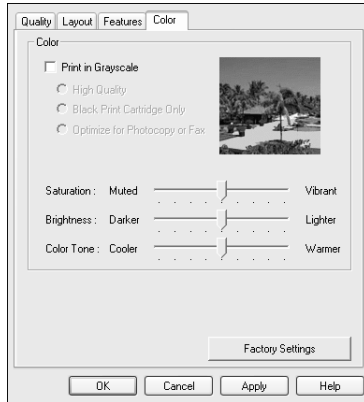 Quality Layout Features Color
Color
Print in Grayscale
High Quality
Black Print Cartridge Only
Optimize for Photocopy or Fax
Saturation : Muted Vibrant
Brightness : Darker Lighter
Color Tone : Cooler Warmer
Factory Settings
OK Cancel Apply Help